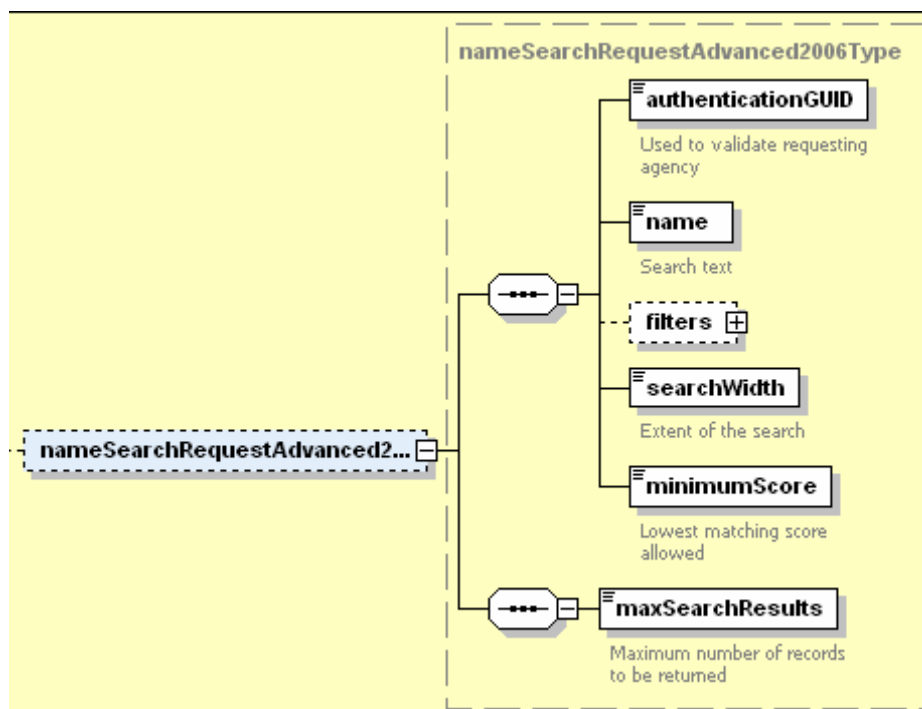 nameSearchRequestAdvanced2006Type
authenticationGUID
Used to validate requesting
agency
name
Search text
filters
searchWidth
Extent of the search
nameSearchRequestAdvanced2...
minimumScore
Lowest matching score
allowed
maxSearchResults
Maximum number of records
to be returned